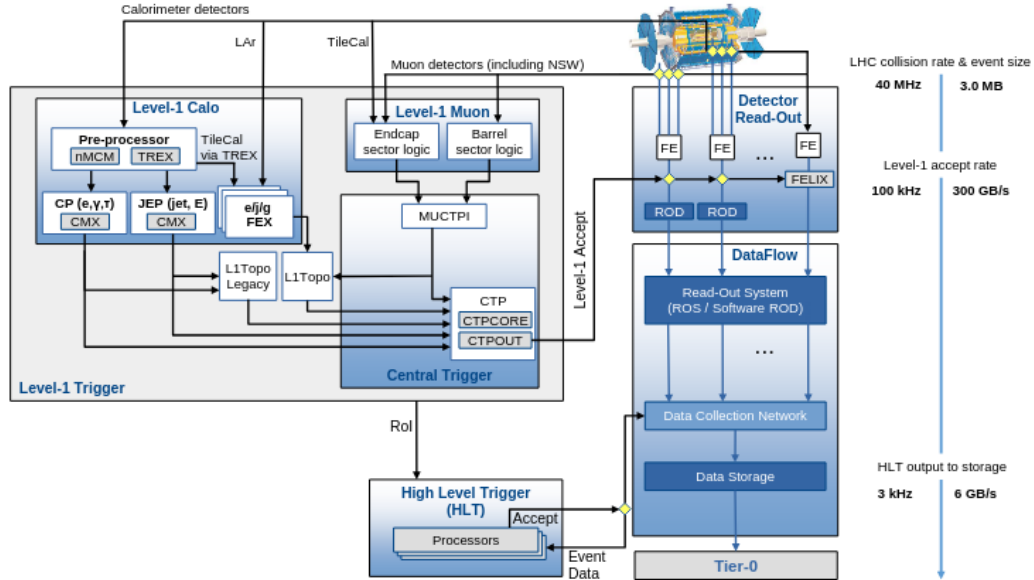 Calorimeter detectors
LAr
TileCal
Muon detectors (including NSW)
LHC collision rate & event size
40 MHz 3.0 MB
Level-1 Calo
Pre-processor
nMCM TREX
TileCal
via TREX
CP (e,γ,τ)
CMX
JEP (jet, E)
CMX
e/j/g
FEX
Level-1 Muon
Endcap
sector logic
Barrel
sector logic
Detector
Read-Out
FE FE ... FE
FELIX
ROD ROD
Level-1 accept rate
100 kHz 300 GB/s
MUCTPI
L1Topo
Legacy
L1Topo
CTP
CTPCORE
CTPOUT
Central Trigger
Level-1 Trigger
Level-1 Accept
DataFlow
Read-Out System
(ROS / Software ROD)
...
Data Collection Network
Data Storage
Tier-0
RoI
High Level Trigger
(HLT)
Accept
Processors
Event
Data
HLT output to storage
3 kHz 6 GB/s